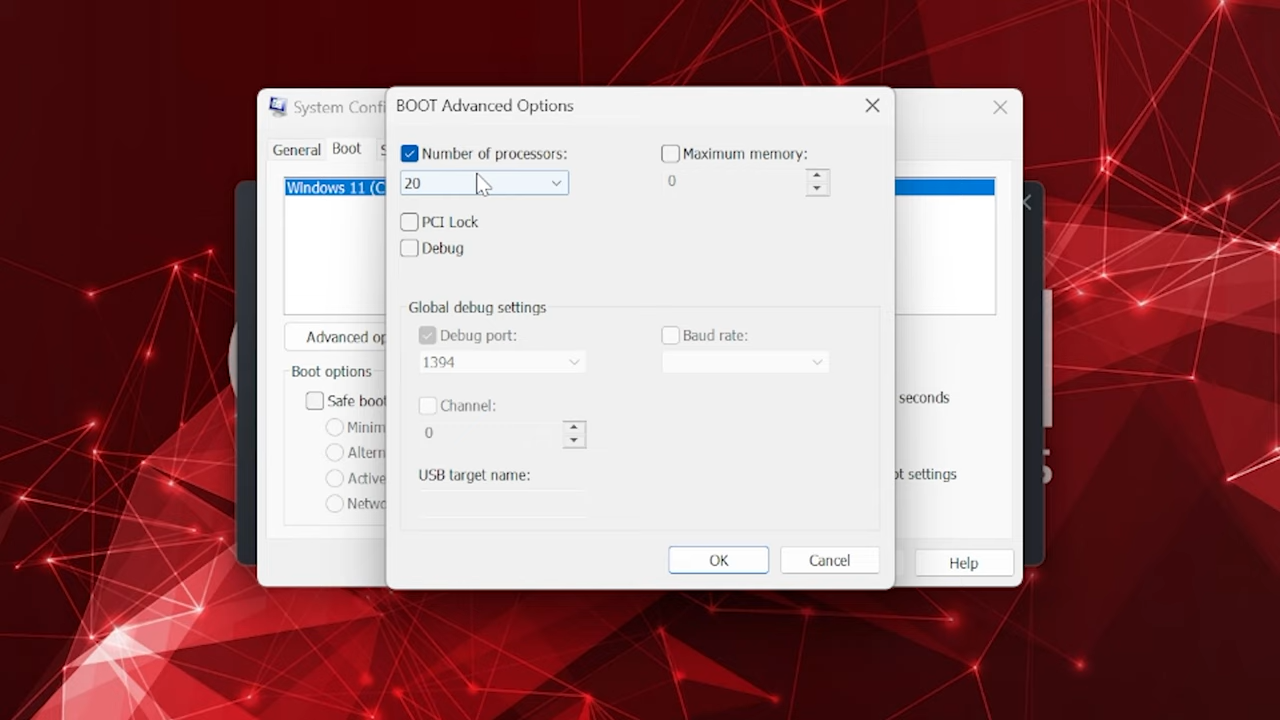 System Confi
BOOT Advanced Options
General
Boot
S
Number of processors:
Maximum memory:
20
0
Windows 11 (C
PCI Lock
Debug
Global debug settings
Advanced op
Debug port:
Baud rate:
1394
Boot options
Safe boot
Channel:
seconds
Minim
0
Altern
Active
USB target name:
ot settings
Netwo
OK
Cancel
Help